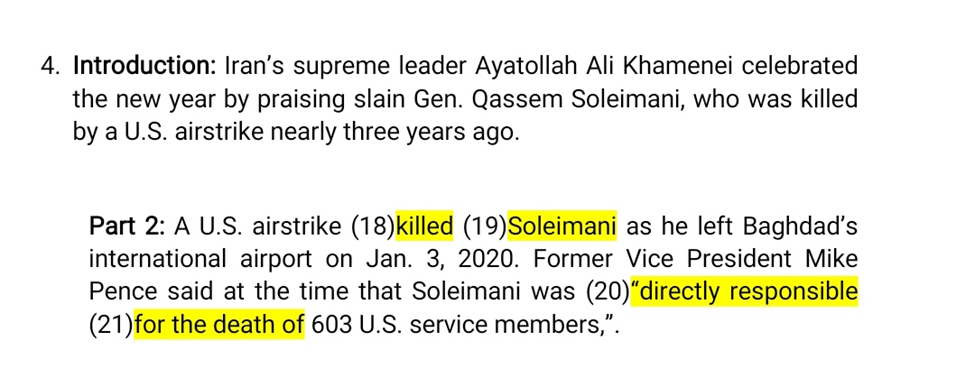 4. Introduction: Iran’s supreme leader Ayatollah Ali Khamenei celebrated
the new year by praising slain Gen. Qassem Soleimani, who was killed
by a U.S. airstrike nearly three years ago.
Part 2: A U.S. airstrike (18)killed (19)Soleimani as he left Baghdad’s
international airport on Jan. 3, 2020. Former Vice President Mike
Pence said at the time that Soleimani was (20)“directly responsible
(21)for the death of 603 U.S. service members,”.